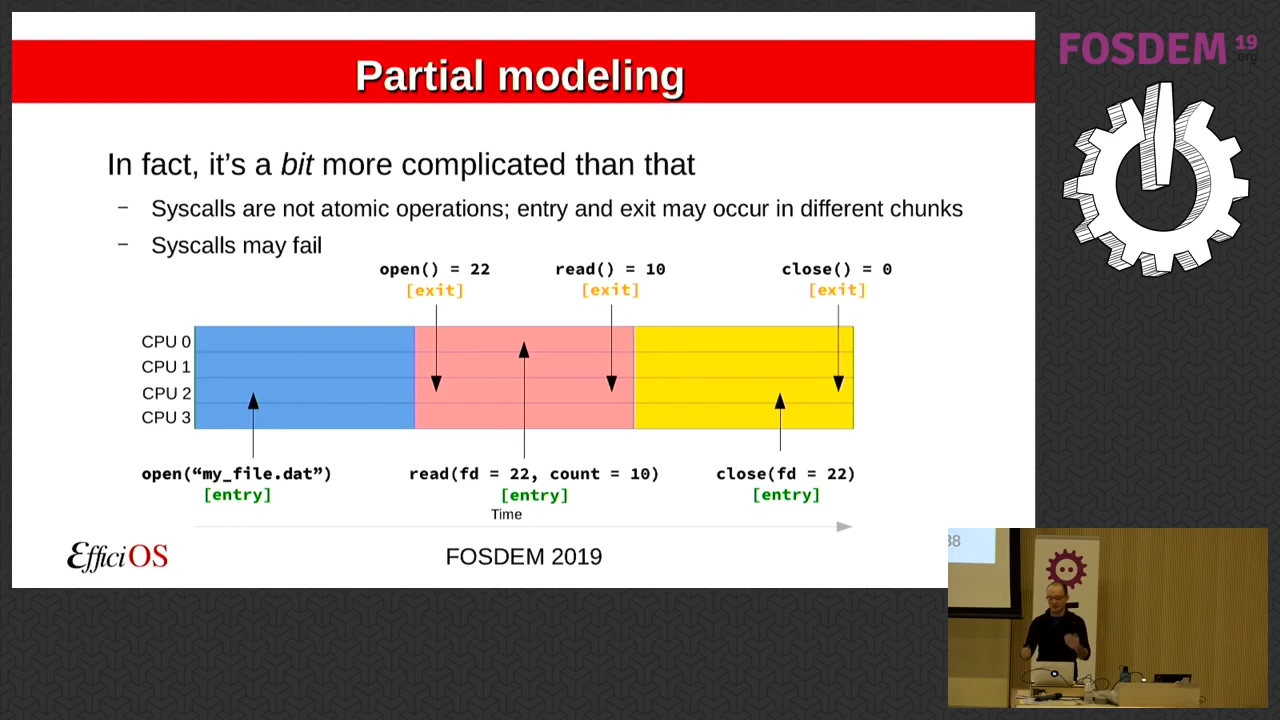 Partial modeling
FOSDEM 19
.org
In fact, it's a bit more complicated than that
– Syscalls are not atomic operations; entry and exit may occur in different chunks
– Syscalls may fail
open() = 22 read() = 10 close() = 0
[exit] [exit] [exit]
CPU 0
CPU 1
CPU 2
CPU 3
open(“my_file.dat”) read(fd = 22, count = 10) close(fd = 22)
[entry] [entry] [entry]
Time
EfficiOS
FOSDEM 2019
38